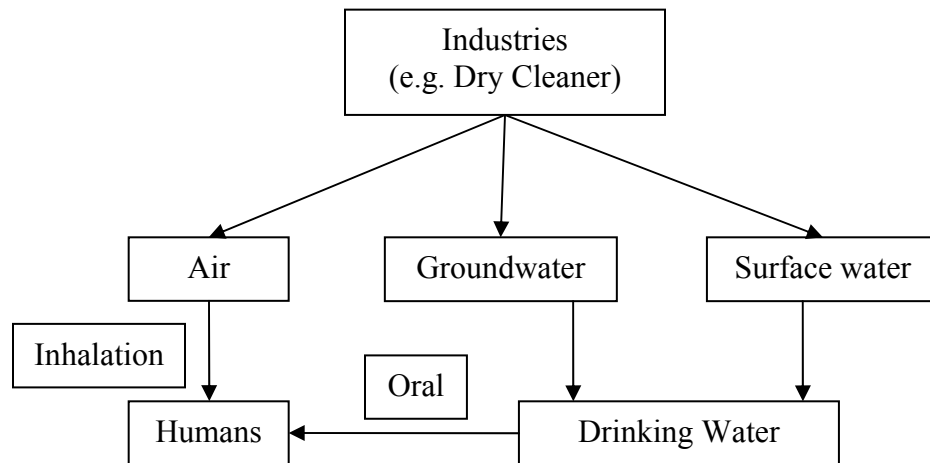 Industries
(e.g. Dry Cleaner)
Air
Groundwater
Surface water
Inhalation
Oral
Humans
Drinking Water